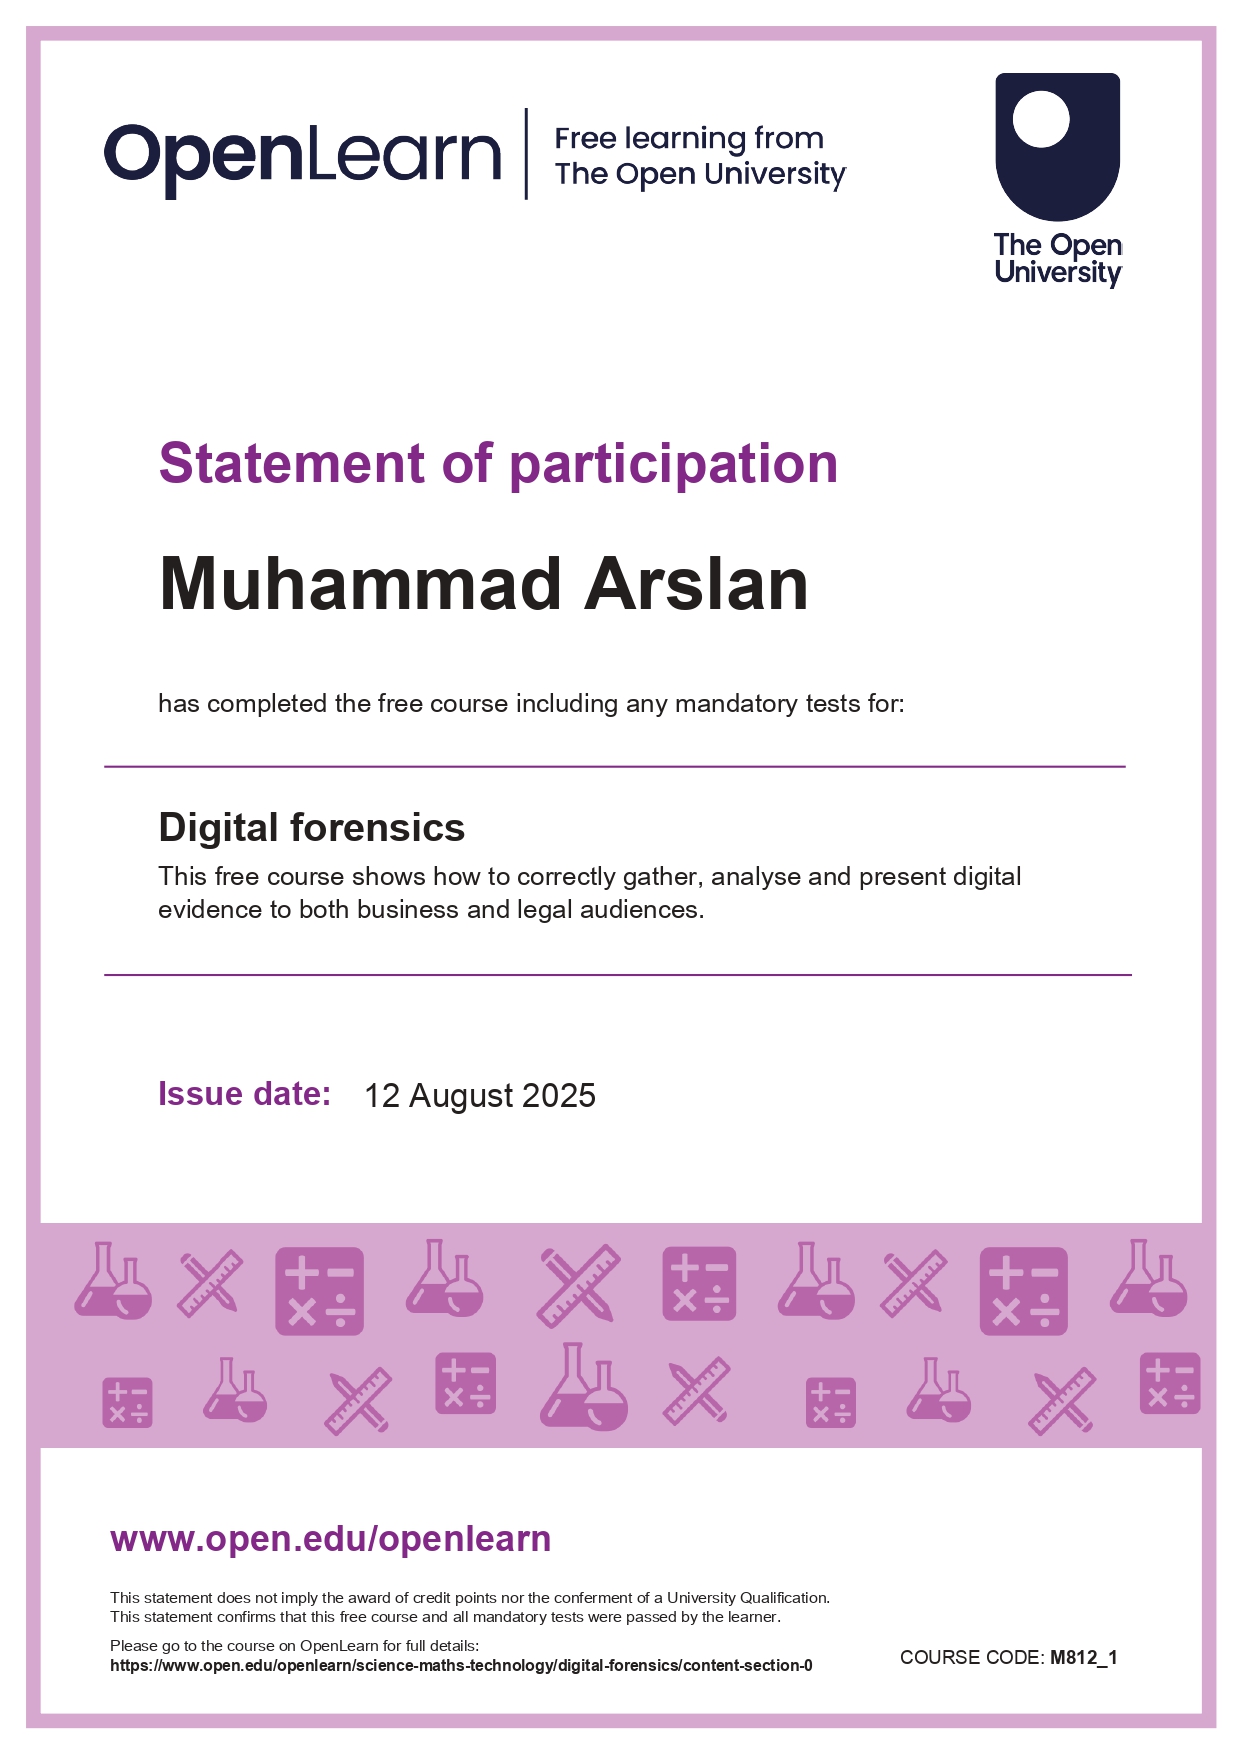 OpenLearn
Free learning from
The Open University
The Open
University
Statement of participation
Muhammad Arslan
has completed the free course including any mandatory tests for:
Digital forensics
This free course shows how to correctly gather, analyse and present digital
evidence to both business and legal audiences.
Issue date: 12 August 2025
www.open.edu/openlearn
This statement does not imply the award of credit points nor the conferment of a University Qualification.
This statement confirms that this free course and all mandatory tests were passed by the learner.
Please go to the course on OpenLearn for full details:
https://www.open.edu/openlearn/science-maths-technology/digital-forensics/content-section-0
COURSE CODE: M812_1